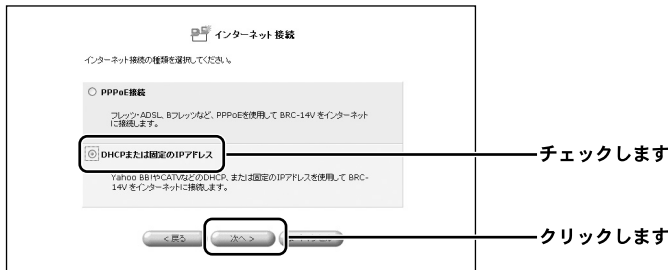 インターネット接続
インターネット接続の種類を選択してください。
PPPoE接続
フレッツ・ADSL、Bフレッツなど、PPPoEを使用して BRC-14V をインターネット
に接続します。
DHCPまたは固定のIPアドレス
チェックします
Yahoo BB!やCATVなどのDHCP、または固定のIPアドレスを使用して BRC-
14V をインターネットに接続します。
< 戻る
次へ >
クリックします